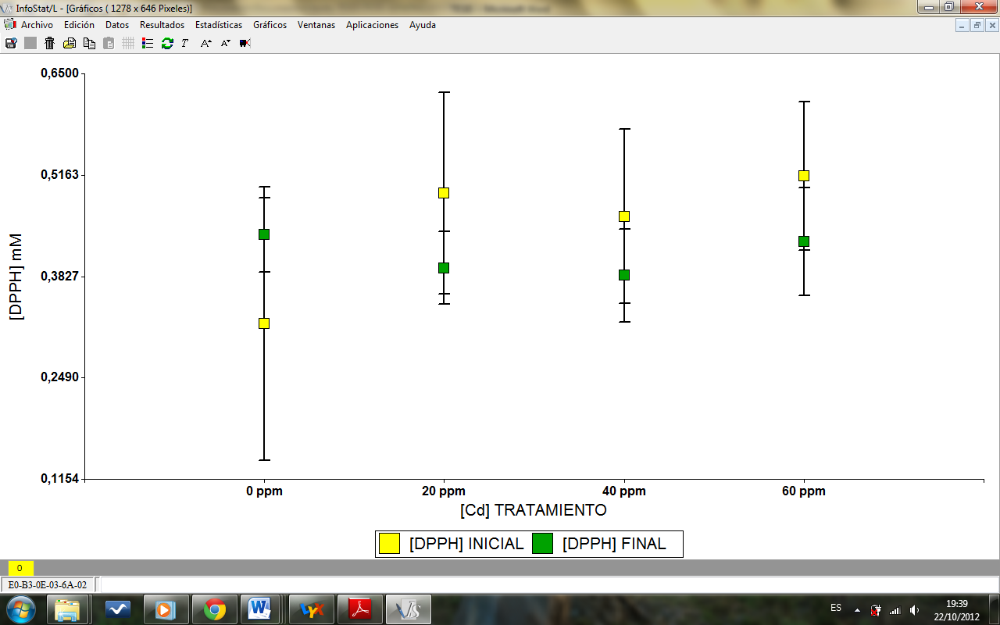 InfoStat/L - [Gráficos ( 1278 x 646 Pixeles)]
Archivo Edición Datos Resultados Estadísticas Gráficos Ventanas Aplicaciones Ayuda
0,6500
0,5163
0,3827
0,2490
0,1154
[DPPH] mM
0 ppm 20 ppm 40 ppm 60 ppm
[Cd] TRATAMIENTO
[DPPH] INICIAL [DPPH] FINAL
0
E0-B3-0E-03-6A-02
ES
19:39
22/10/2012